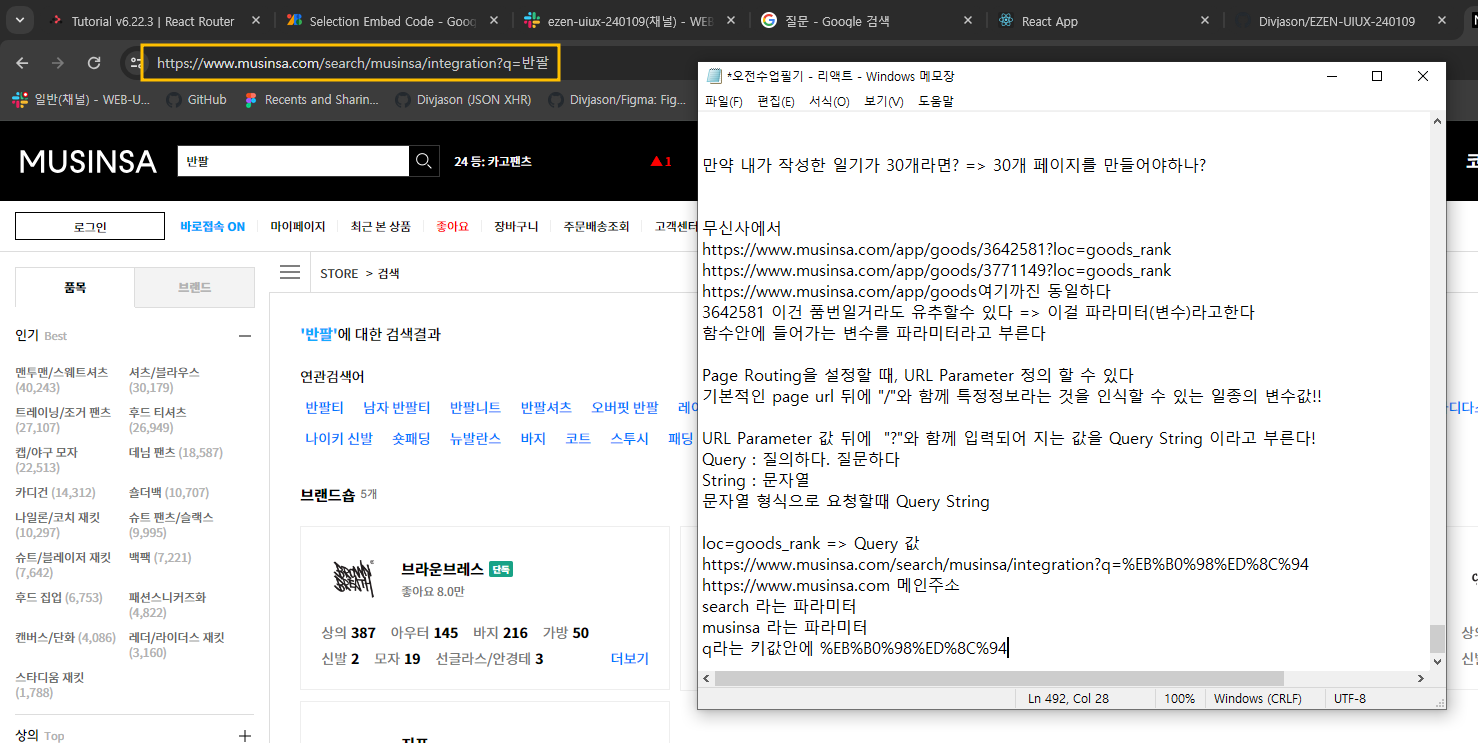 Tutorial v6.22.3 | React Router
Selection Embed Code - Goo
ezen-uiux-240109(채널) - WEB
질문 - Google 검색
React App
Divjason/EZEN-UIUX-240109
https://www.musinsa.com/search/musinsa/integration?q=반팔
일반(채널) - WEB-U...
GitHub
Recents and Sharin...
Divjason (JSON XHR)
Divjason/Figma: Fig...
MUSINSA
반팔
24 등: 카고팬츠
1
로그인
바로접속 ON
마이페이지
최근 본 상품
좋아요
장바구니
주문배송조회
고객센터
품목
브랜드
STORE > 검색
인기 Best
맨투맨/스웨트셔츠
(40,243)
셔츠/블라우스
(30,179)
트레이닝/조거 팬츠
(27,107)
후드 티셔츠
(26,949)
캡/야구 모자
(22,513)
데님 팬츠 (18,587)
카디건 (14,312)
숄더백 (10,707)
나일론/코치 재킷
(10,297)
슈트 팬츠/슬랙스
(9,995)
슈트/블레이저 재킷
(7,642)
백팩 (7,221)
후드 집업 (6,753)
패션스니커즈화
(4,822)
캔버스/단화 (4,086)
레더/라이더스 재킷
(3,160)
스타디움 재킷
(1,788)
상의 Top
'반팔'에 대한 검색결과
연관검색어
반팔티 남자 반팔티 반팔니트 반팔셔츠 오버핏 반팔
나이키 신발 숏패딩 뉴발란스 바지 코트 스투시 패딩
브랜드숍 5개
BROWN BREATH
브라운브레스 단독
좋아요 8.0만
상의 387 아우터 145 바지 216 가방 50
신발 2 모자 19 선글라스/안경테 3
더보기
*오전수업필기 - 리액트 - Windows 메모장
파일(F) 편집(E) 서식(O) 보기(V) 도움말
만약 내가 작성한 일기가 30개라면? => 30개 페이지를 만들어야하나?
무신사에서
https://www.musinsa.com/app/goods/3642581?loc=goods_rank
https://www.musinsa.com/app/goods/3771149?loc=goods_rank
https://www.musinsa.com/app/goods여기까진 동일하다
3642581 이건 품번일거라도 유추할수 있다 => 이걸 파라미터(변수)라고한다
함수안에 들어가는 변수를 파라미터라고 부른다
Page Routing을 설정할 때, URL Parameter 정의 할 수 있다
기본적인 page url 뒤에 "/"와 함께 특정정보라는 것을 인식할 수 있는 일종의 변수값!!
URL Parameter 값 뒤에 "?"와 함께 입력되어 지는 값을 Query String 이라고 부른다!
Query : 질의하다. 질문하다
String : 문자열
문자열 형식으로 요청할때 Query String
loc=goods_rank => Query 값
https://www.musinsa.com/search/musinsa/integration?q=%EB%B0%98%ED%8C%94
https://www.musinsa.com 메인주소
search 라는 파라미터
musinsa 라는 파라미터
q라는 키값안에 %EB%B0%98%ED%8C%94
Ln 492, Col 28
100%
Windows (CRLF)
UTF-8